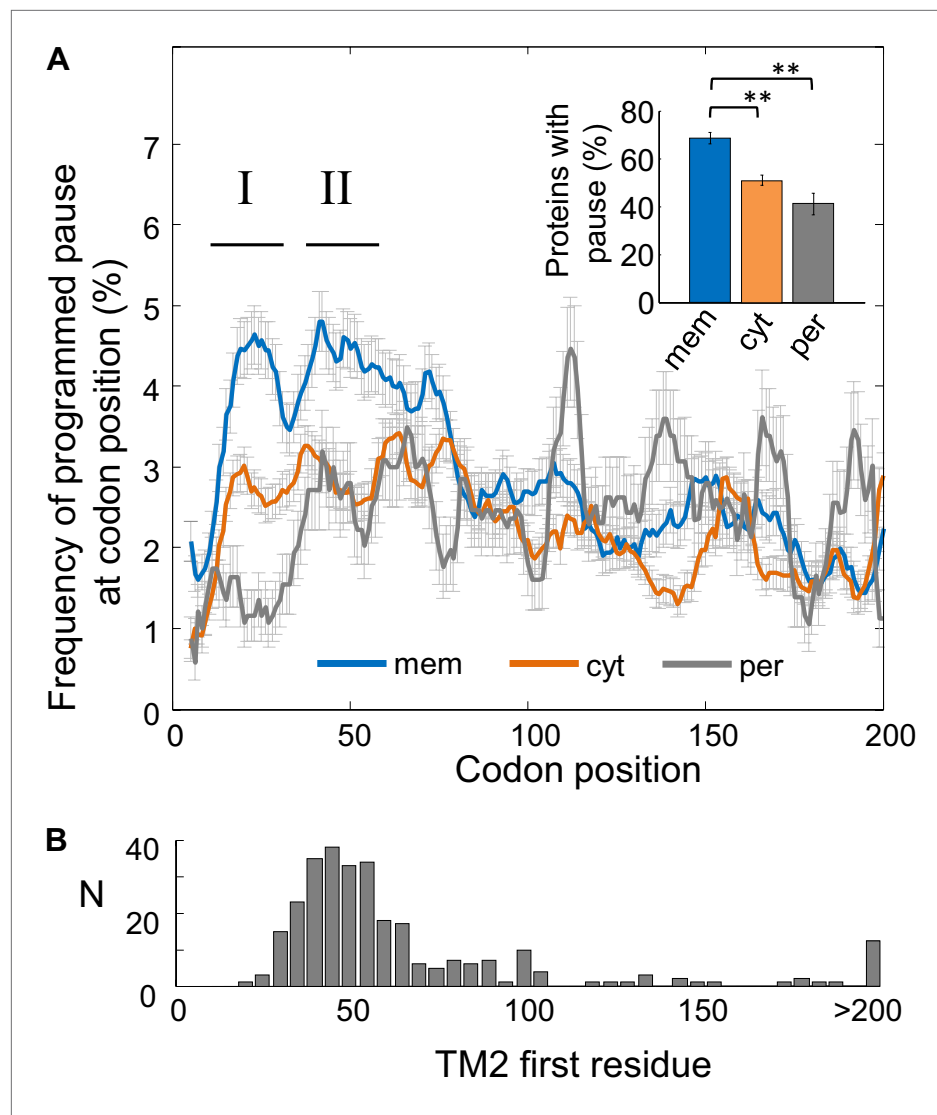 A
Frequency of programmed pause
at codon position (%)
7
6
5
4
3
2
1
0
I
II
Proteins with
pause (%)
80
60
40
20
0
**
**
mem
cyt
per
mem
cyt
per
0
50
100
150
200
Codon position
B
N
40
20
0
0
50
100
150
>200
TM2 first residue